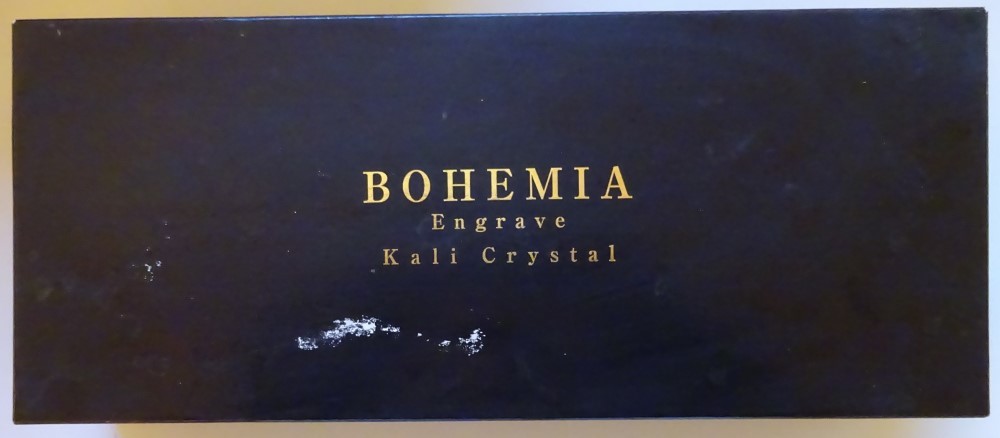 BOHEMIA
Engrave
Kali Crystal